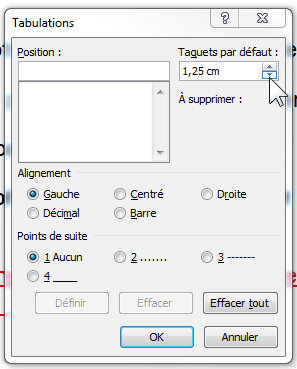 Tabulations
Position :
Taquets par défaut :
1,25 cm
À supprimer :
Alignement
Gauche
Centré
Droite
Décimal
Barre
Points de suite
1 Aucun
2 .......
3 -------
4 ____
Définir
Effacer
Effacer tout
OK
Annuler